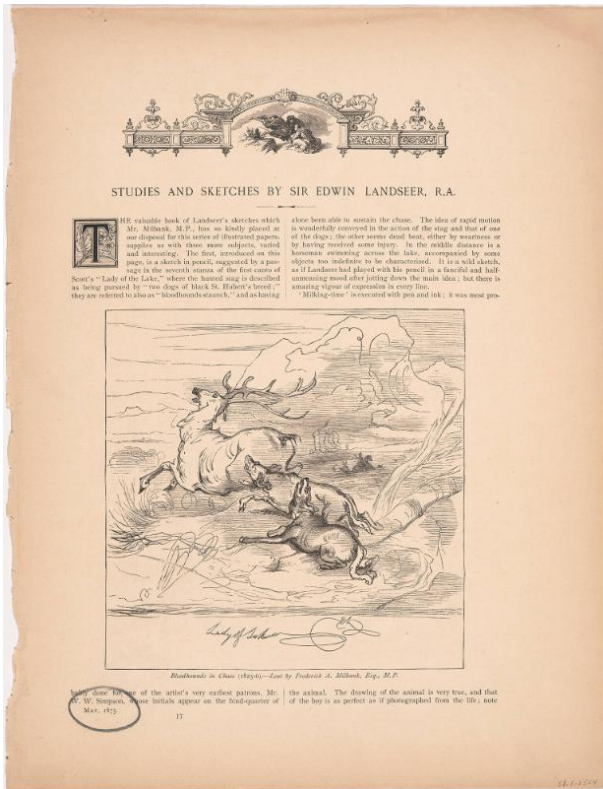 STUDIES AND SKETCHES BY SIR EDWIN LANDSEER, R.A.
THE valuable book of Landseer's sketches which
Mr. Milbank, M.P., has so kindly placed at
our disposal for this series of illustrated papers,
supplies us with three more subjects, varied
and interesting. The first, introduced on this
page, is a sketch in pencil, suggested by a pas-
sage in the seventh stanza of the first canto of
Scott's "Lady of the Lake," where the hunted stag is described
as being pursued by "two dogs of black St. Hubert's breed;"
they are referred to also as "bloodhounds staunch," and as having
alone been able to sustain the chase. The idea of rapid motion
is wonderfully conveyed in the action of the stag and that of one
of the dogs; the other seems dead beat, either by weariness or
by having received some injury. In the middle distance is a
horseman swimming across the lake, accompanied by some
objects too indefinite to be characterised. It is a wild sketch,
as if Landseer had played with his pencil in a fanciful and half-
unmeaning mood after jotting down the main idea; but there is
amazing vigour of expression in every line.
'Milking-time' is executed with pen and ink; it was most pro-
Lady of
Bloodhounds in Chase (1825-6).—Lent by Frederick A. Milbank, Esq., M.P.
bably done for one of the artist's very earliest patrons, Mr.
W. W. Simpson, whose initials appear on the hind-quarter of
MAY, 1875.
17
the animal. The drawing of the animal is very true, and that
of the boy is as perfect as if photographed from the life; note